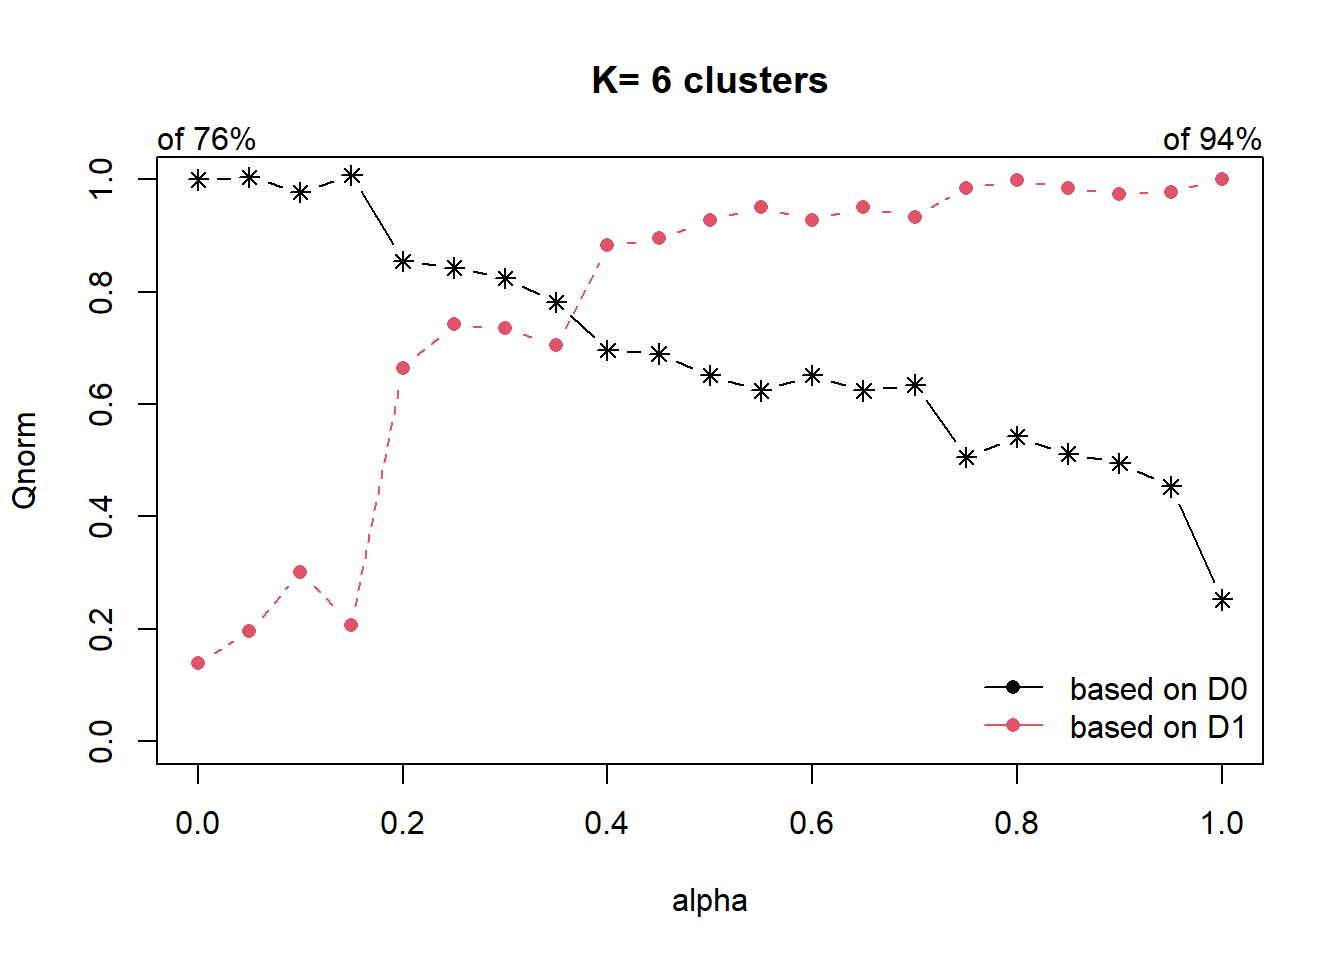 K= 6 clusters
of 76%
of 94%
Qnorm
1.0
0.8
0.6
0.4
0.2
0.0
based on D0
based on D1
0.0 0.2 0.4 0.6 0.8 1.0
alpha